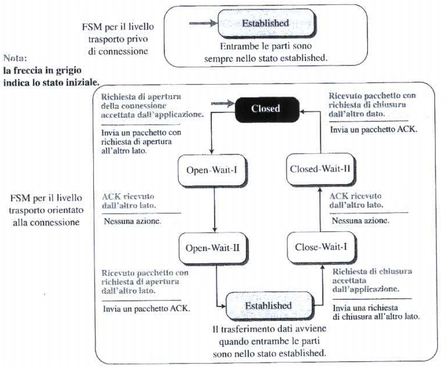 FSM per il livello
trasporto privo
di connessione
Established
Entrambe le parti sono
sempre nello stato established.
Nota:
la freccia in grigio
indica lo stato iniziale.
FSM per il livello
trasporto orientato
alla connessione
Richiesta di apertura
della connessione
accettata dall'applicazione.
Invia un pacchetto con
richiesta di apertura
all'altro lato.
Closed
Ricevuto pacchetto con
richiesta di chiusura
dall'altro dato.
Invia un pacchetto ACK.
Open-Wait-I
Closed-Wait-II
ACK ricevuto
dall'altro lato.
Nessuna azione.
ACK ricevuto
dall'altro lato.
Nessuna azione.
Open-Wait-II
Close-Wait-I
Ricevuto pacchetto con
richiesta di apertura
dall'altro lato.
Invia un pacchetto ACK.
Richiesta di chiusura
accettata
dall'applicazione.
Invia una richiesta
di chiusura all'altro lato.
Established
Il trasferimento dati avviene
quando entrambe le parti
sono nello stato established.